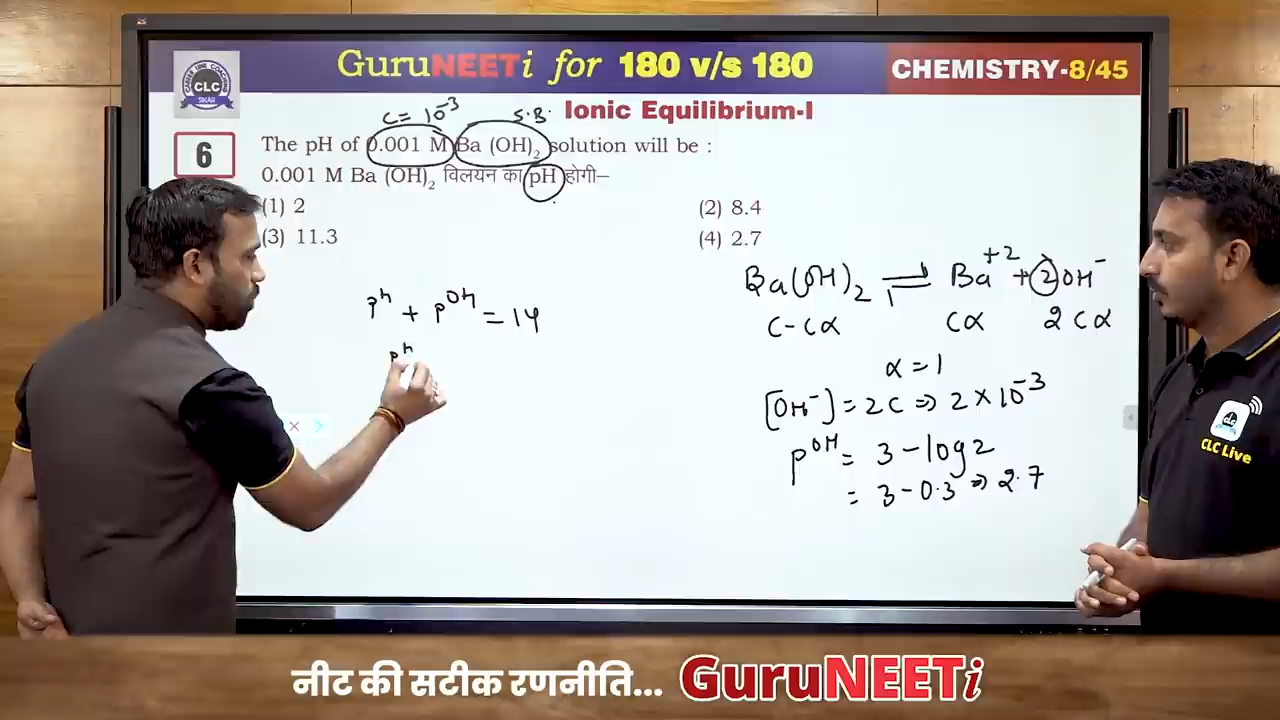 GuruNEETi for 180 v/s 180
CHEMISTRY-8/45
CLC
SIKAR
Ionic Equilibrium-I
C = 10⁻³
S.B.
6
The pH of 0.001 M Ba (OH)₂ solution will be :
0.001 M Ba (OH)₂ विलयन का pH होगी–
(1) 2
(2) 8.4
(3) 11.3
(4) 2.7
pH + pOH = 14
pH
Ba(OH)₂ ⇌ Ba⁺² + 2OH⁻
C-Cα Cα 2Cα
α = 1
[OH⁻] = 2C ⇒ 2 × 10⁻³
pOH = 3 - log2
= 3 - 0.3 ⇒ 2.7
clc
CLC Live
नीट की सटीक रणनीति... GuruNEETi